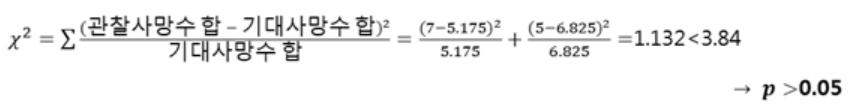 χ² = ∑ (관찰사망수 합 – 기대사망수 합)² / 기대사망수 합 = (7−5.175)² / 5.175 + (5−6.825)² / 6.825 =1.132<3.84
→ p >0.05